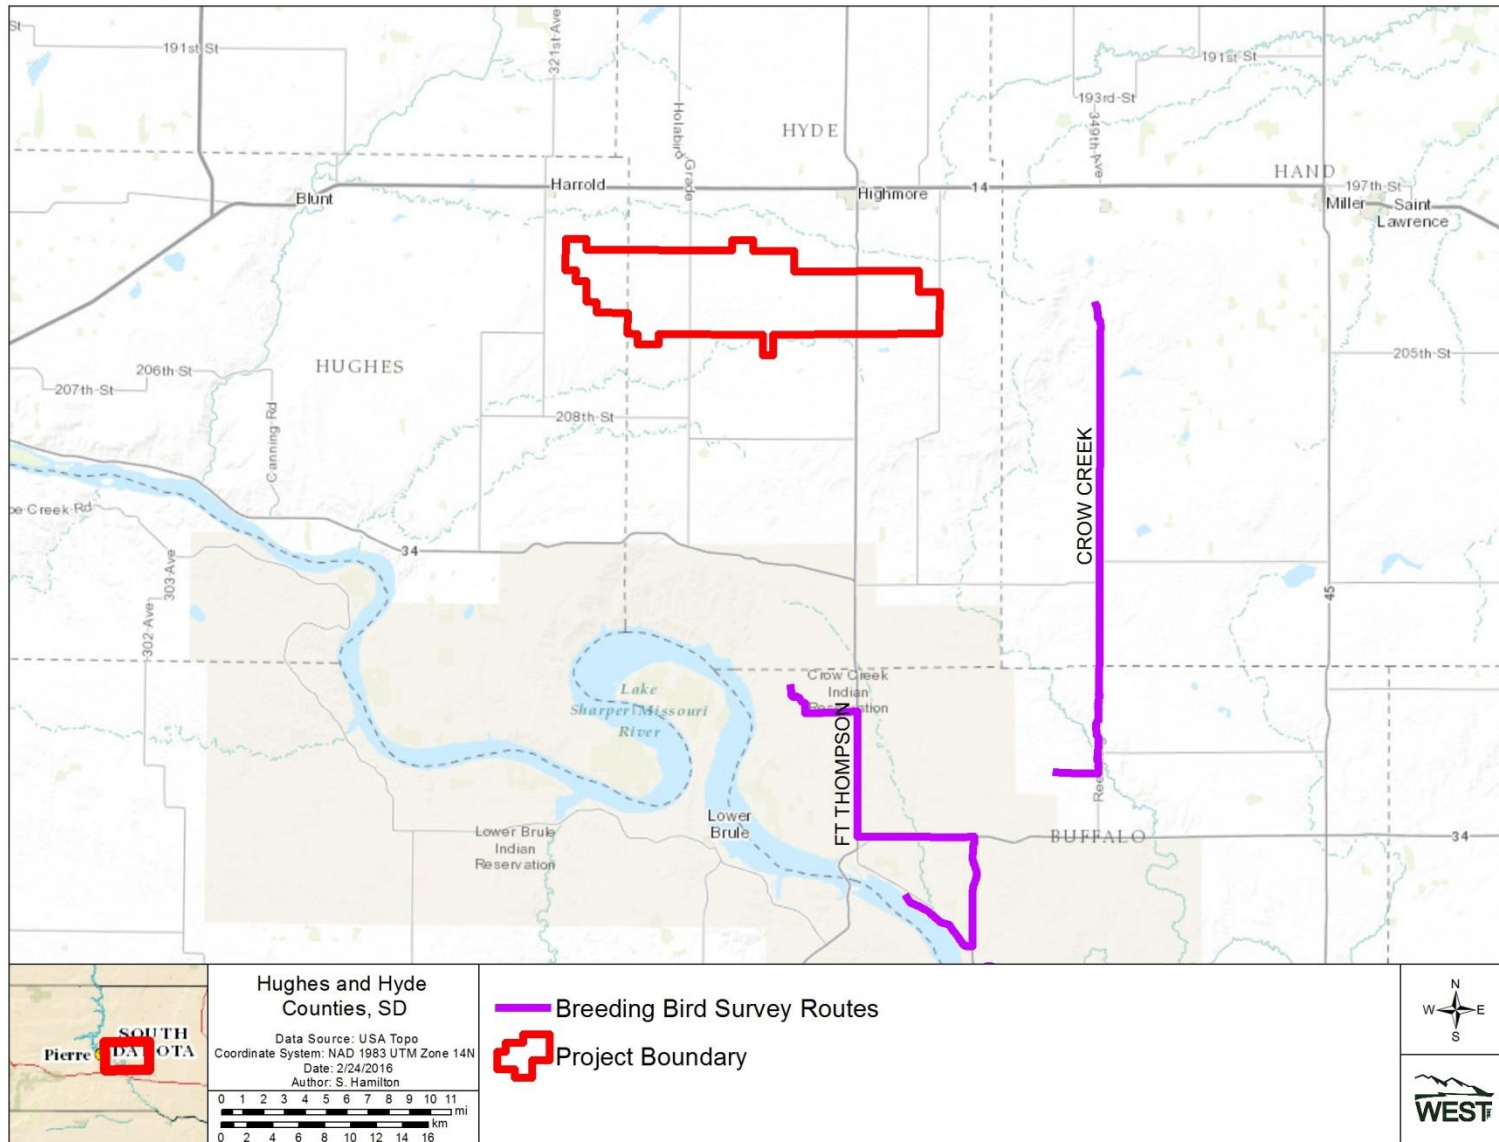 St
191st St
321st Ave
Holabird Grade
HYDE
191st St
193rd St
349th Ave
HAND
Blunt
Harrold
Highmore
14
197th St
Miller
Saint
Lawrence
HUGHES
206th St
207th St
Canning Rd
208th St
205th St
CROW CREEK
Creek Rd
303 Ave
302 Ave
34
45
Crow Creek
Indian
Reservation
Lake
Sharpe\Missouri
River
FT THOMPSON
Lower
Brule
Lower Brule
Indian
Reservation
BUFFALO
34
SOUTH
DAKOTA
Pierre
Hughes and Hyde
Counties, SD
Data Source: USA Topo
Coordinate System: NAD 1983 UTM Zone 14N
Date: 2/24/2016
Author: S. Hamilton
0 1 2 3 4 5 6 7 8 9 10 11
mi
km
0 2 4 6 8 10 12 14 16
Breeding Bird Survey Routes
Project Boundary
N
W E
S
WEST